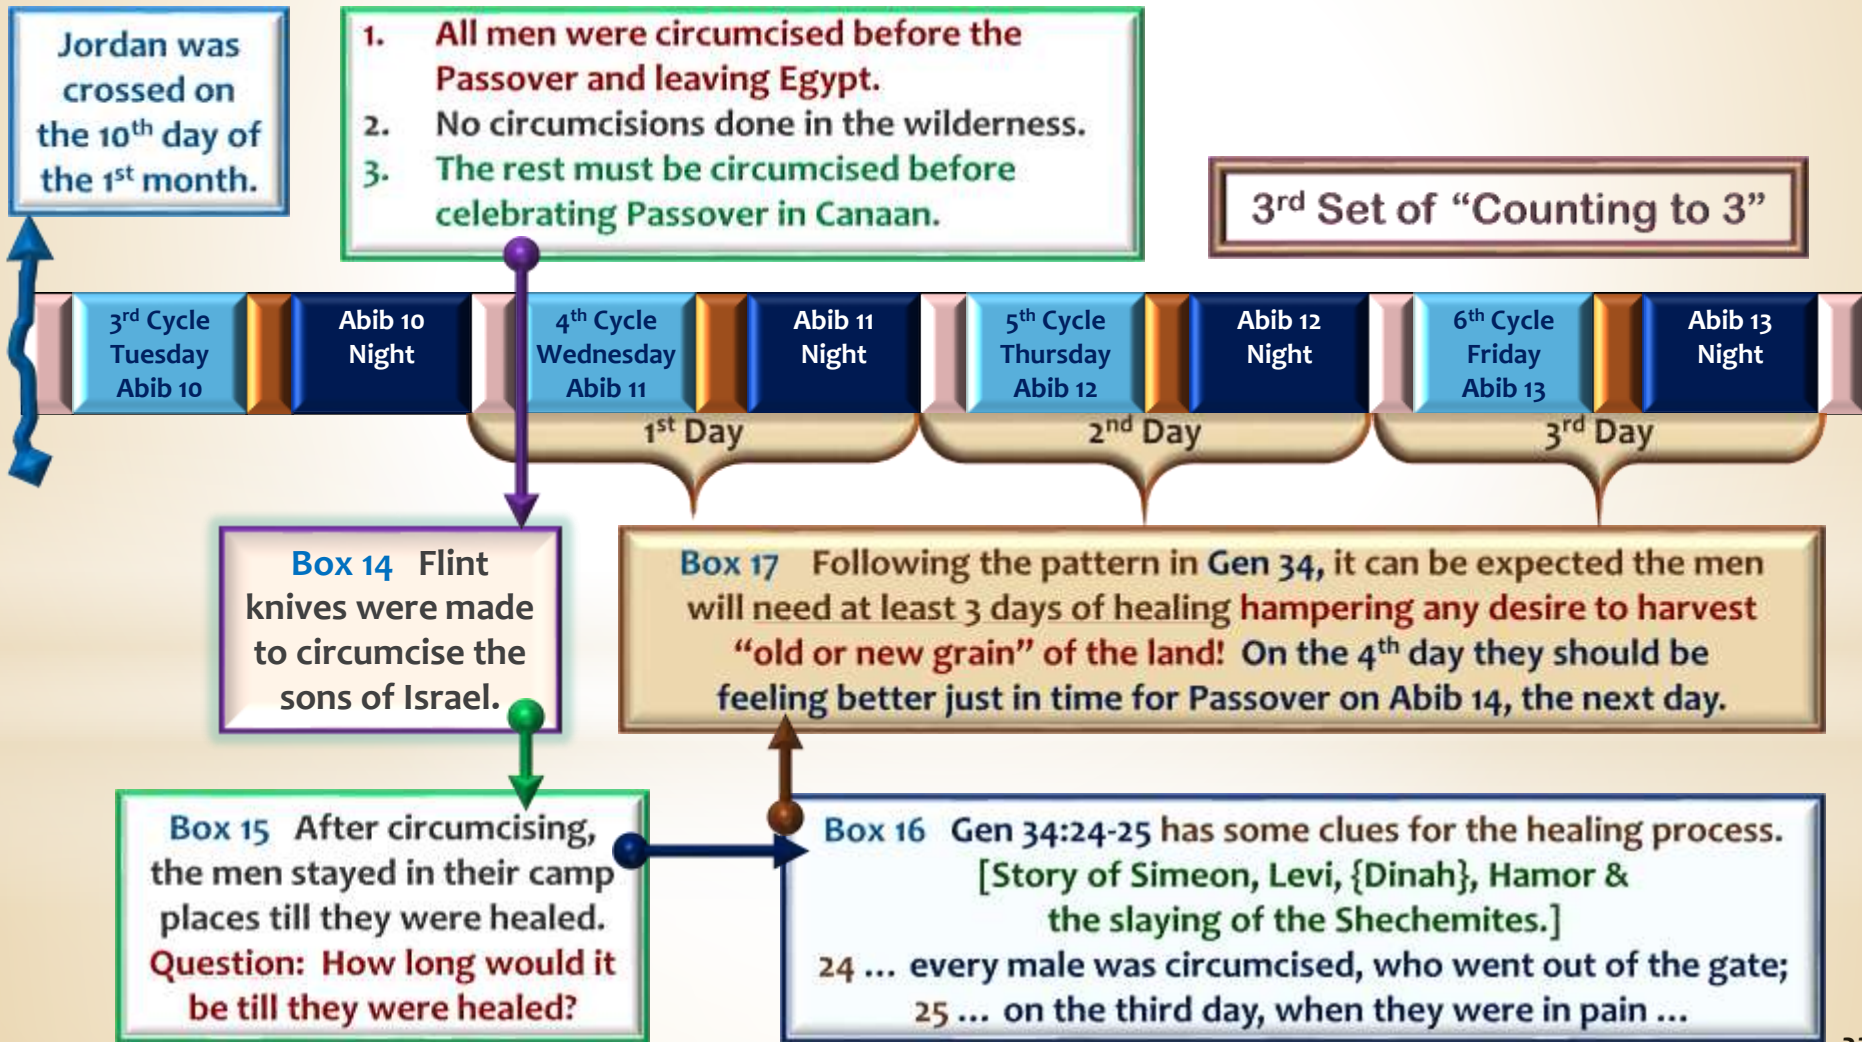 Jordan was
crossed on
the 10th day of
the 1st month.
1. All men were circumcised before the
Passover and leaving Egypt.
2. No circumcisions done in the wilderness.
3. The rest must be circumcised before
celebrating Passover in Canaan.
3rd Set of “Counting to 3”
3rd Cycle
Tuesday
Abib 10
Abib 10
Night
4th Cycle
Wednesday
Abib 11
Abib 11
Night
5th Cycle
Thursday
Abib 12
Abib 12
Night
6th Cycle
Friday
Abib 13
Abib 13
Night
1st Day
2nd Day
3rd Day
Box 14 Flint
knives were made
to circumcise the
sons of Israel.
Box 17 Following the pattern in Gen 34, it can be expected the men
will need at least 3 days of healing hampering any desire to harvest
“old or new grain” of the land! On the 4th day they should be
feeling better just in time for Passover on Abib 14, the next day.
Box 15 After circumcising,
the men stayed in their camp
places till they were healed.
Question: How long would it
be till they were healed?
Box 16 Gen 34:24-25 has some clues for the healing process.
[Story of Simeon, Levi, {Dinah}, Hamor &
the slaying of the Shechemites.]
24 ... every male was circumcised, who went out of the gate;
25 ... on the third day, when they were in pain ...